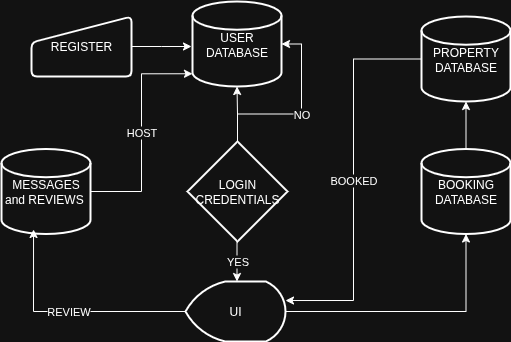 REGISTER
USER
DATABASE
PROPERTY
DATABASE
NO
HOST
MESSAGES
and REVIEWS
LOGIN
CREDENTIALS
BOOKED
BOOKING
DATABASE
YES
REVIEW
UI